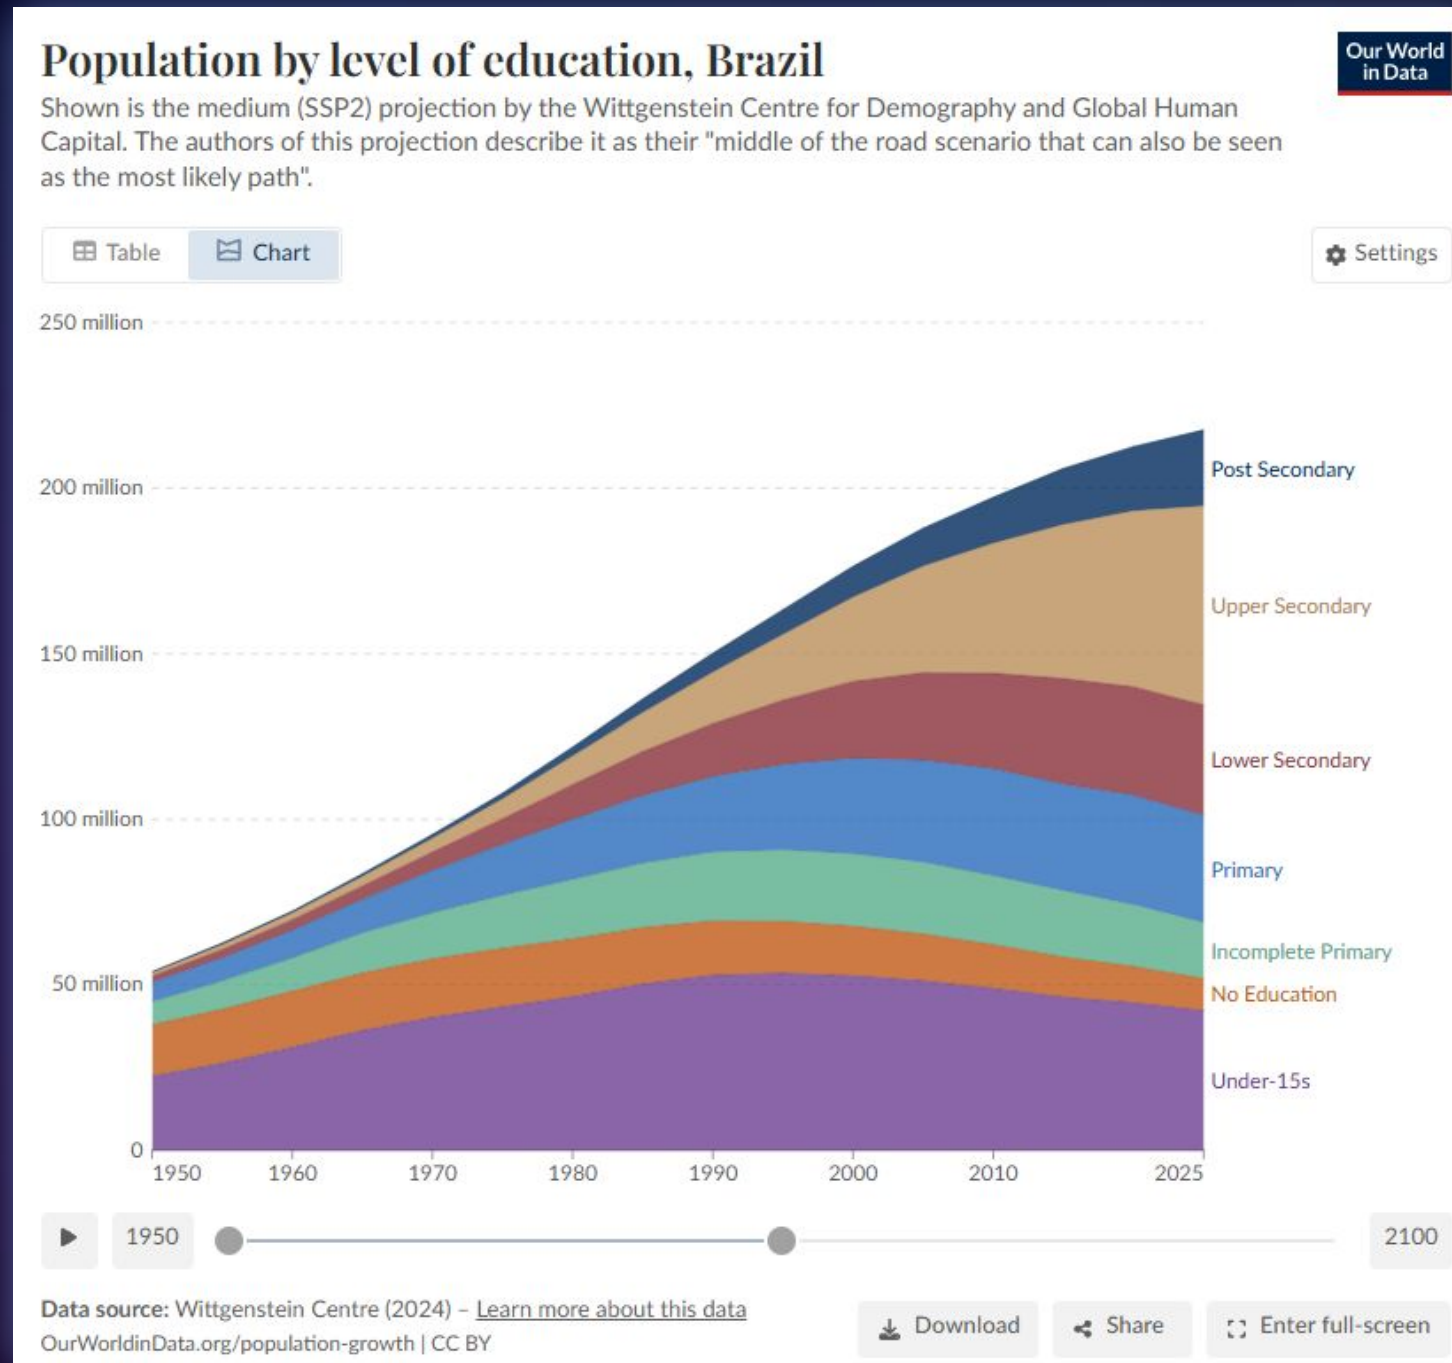 Population by level of education, Brazil
Our World
in Data
Shown is the medium (SSP2) projection by the Wittgenstein Centre for Demography and Global Human
Capital. The authors of this projection describe it as their "middle of the road scenario that can also be seen
as the most likely path".
Table
Chart
Settings
250 million
200 million
150 million
100 million
50 million
0
Post Secondary
Upper Secondary
Lower Secondary
Primary
Incomplete Primary
No Education
Under-15s
1950 1960 1970 1980 1990 2000 2010 2025
1950
2100
Data source: Wittgenstein Centre (2024) – Learn more about this data
OurWorldinData.org/population-growth | CC BY
Download
Share
Enter full-screen